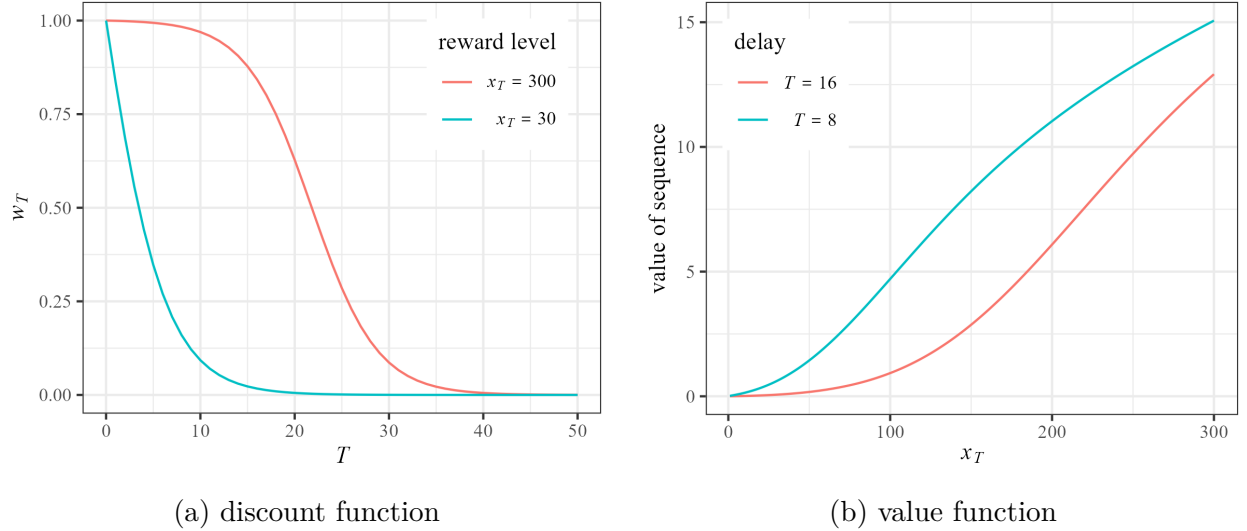 1.00
0.75
0.50
0.25
0.00
w_T
0 10 20 30 40 50
T
reward level
x_T = 300
x_T = 30
(a) discount function
15
10
5
0
value of sequence
0 100 200 300
x_T
delay
T = 16
T = 8
(b) value function